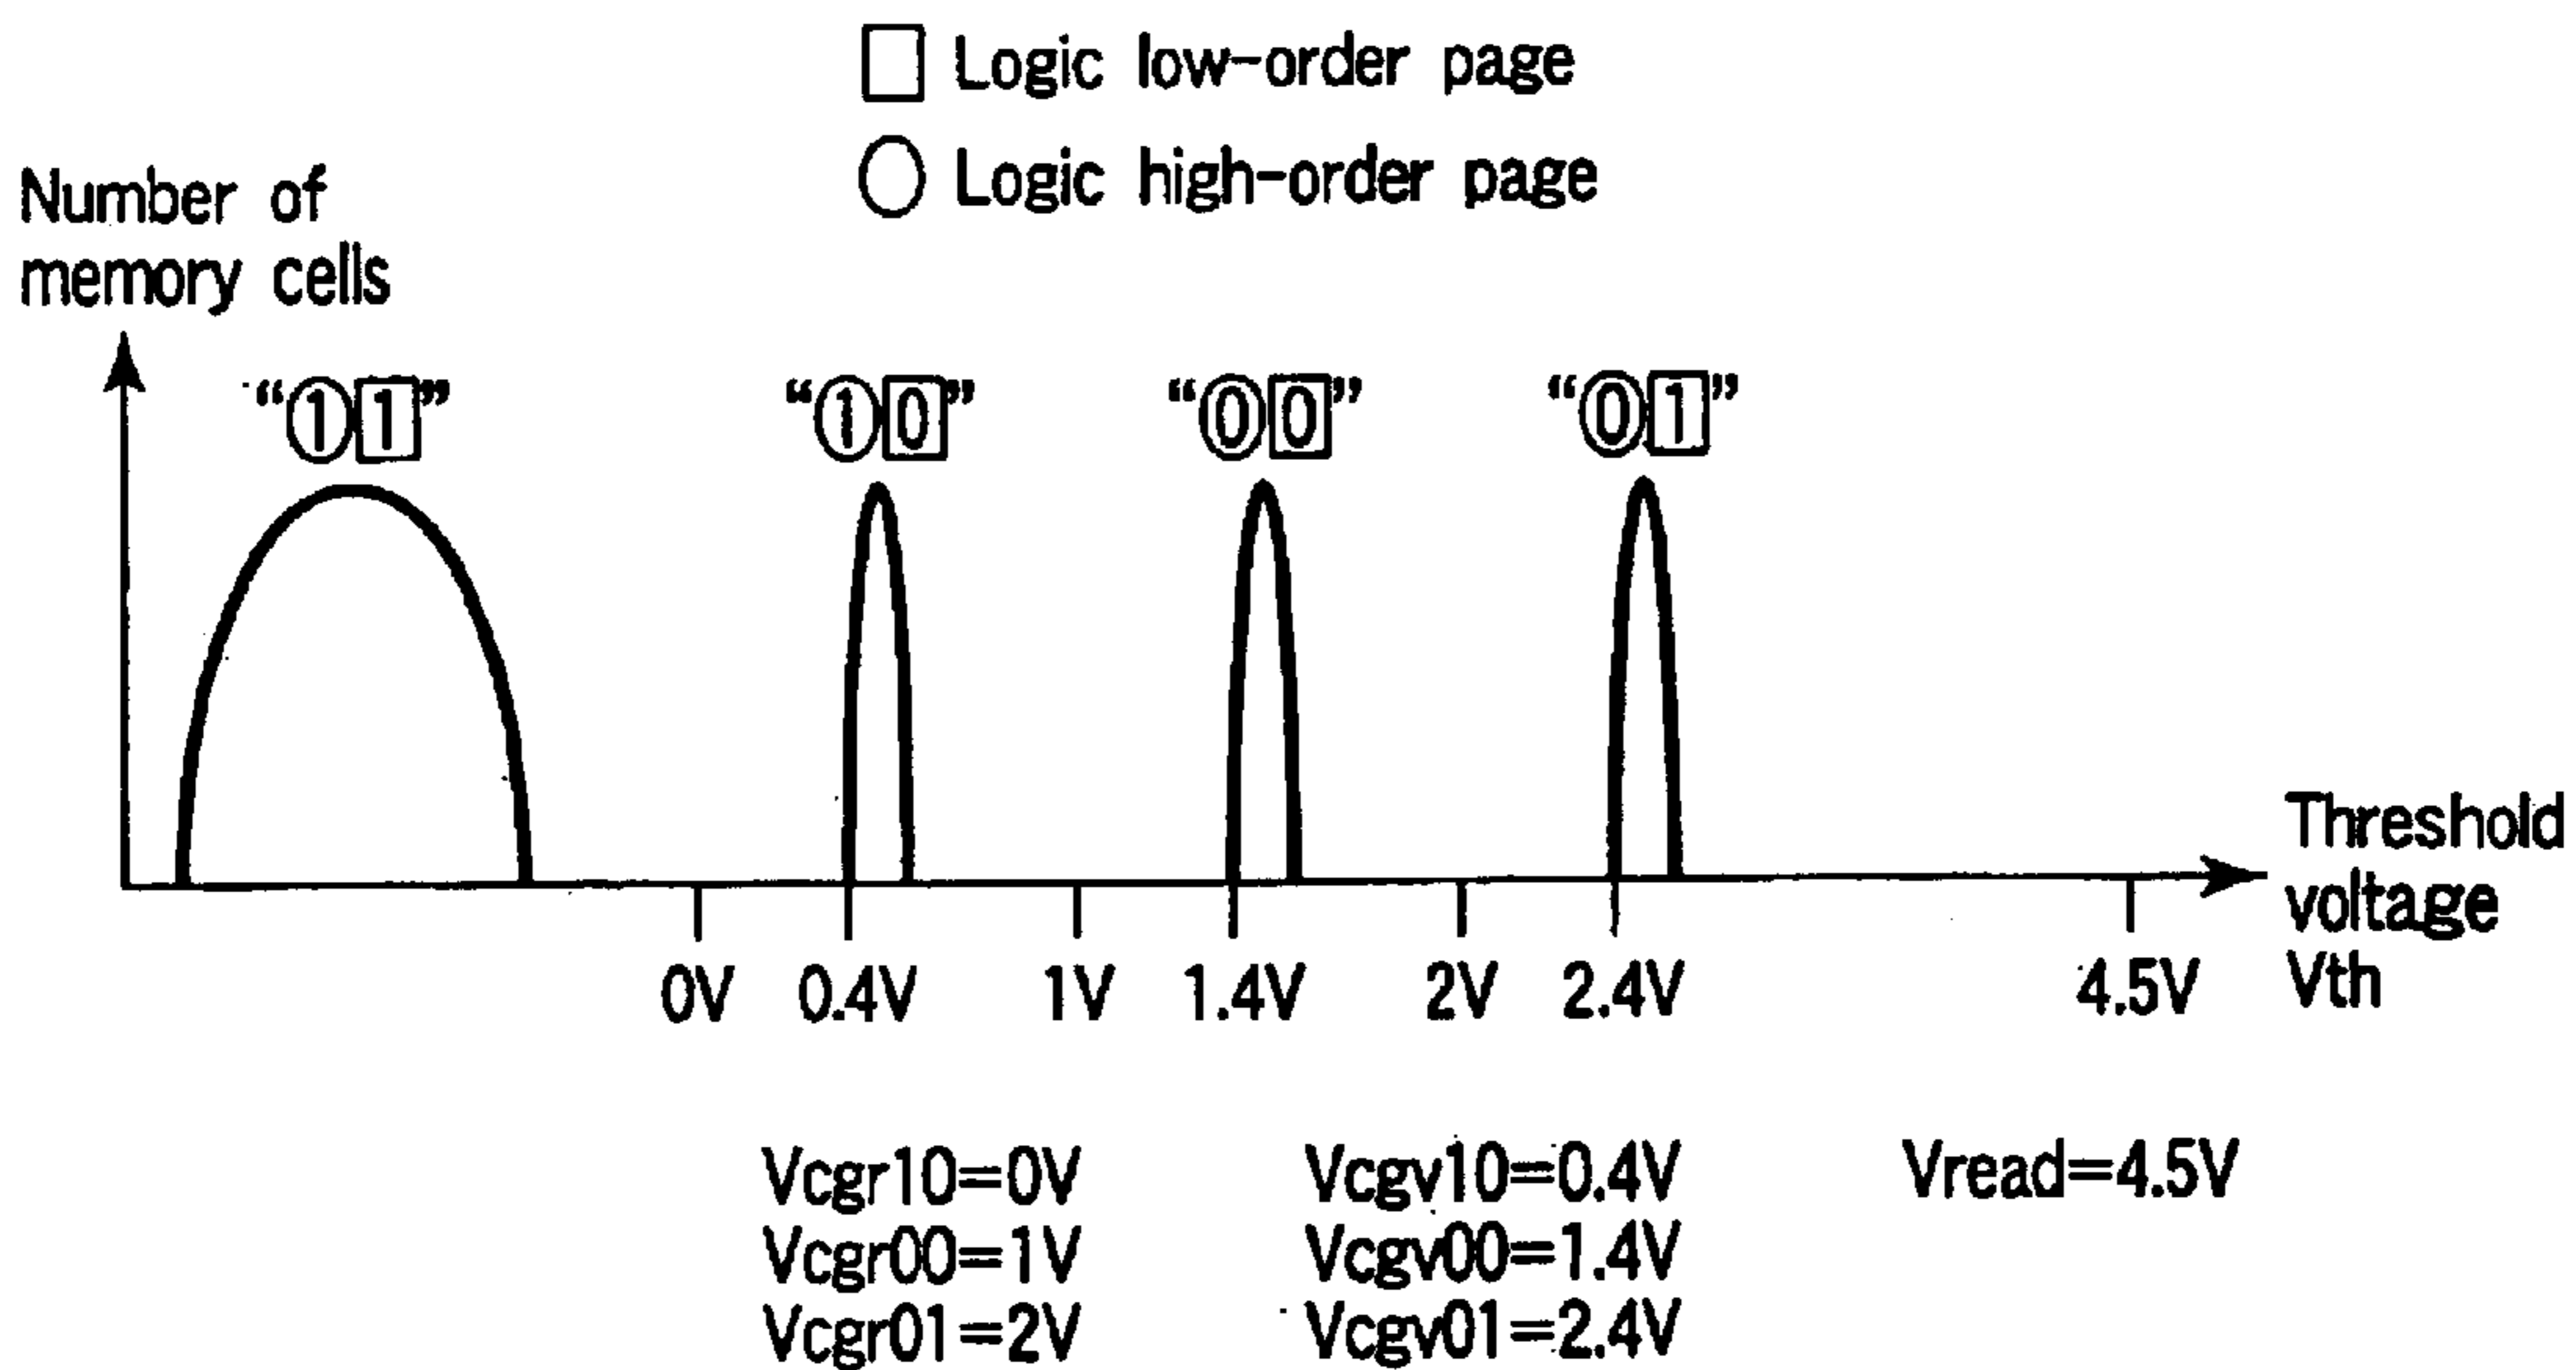 Logic low-order page
Logic high-order page
Number of
memory cells
“11” “10” “00” “01”
Threshold
voltage
Vth
0V 0.4V 1V 1.4V 2V 2.4V 4.5V
Vcgr10=0V Vcgv10=0.4V Vread=4.5V
Vcgr00=1V Vcgv00=1.4V
Vcgr01=2V Vcgv01=2.4V